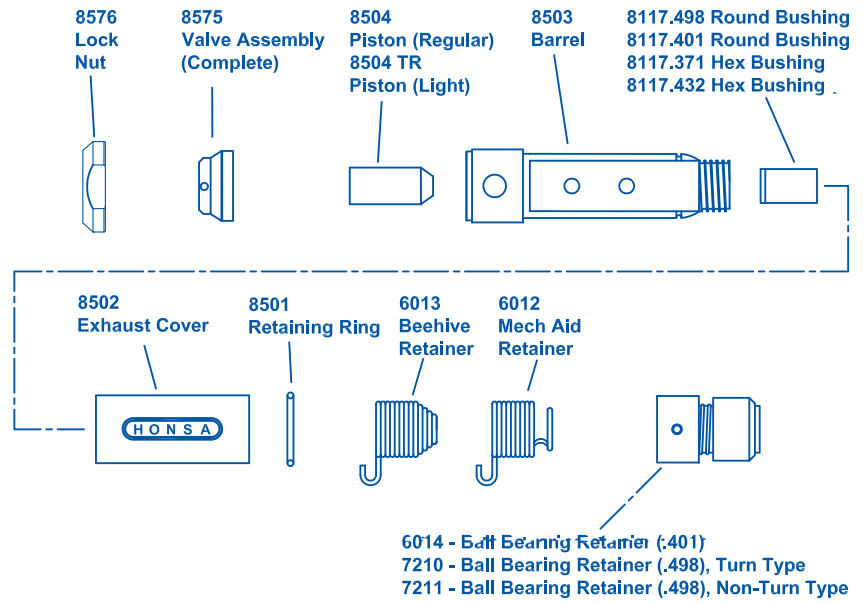 8576
Lock
Nut
8575
Valve Assembly
(Complete)
8504
Piston (Regular)
8504 TR
Piston (Light)
8503
Barrel
8117.498 Round Bushing
8117.401 Round Bushing
8117.371 Hex Bushing
8117.432 Hex Bushing
8502
Exhaust Cover
8501
Retaining Ring
6013
Beehive
Retainer
6012
Mech Aid
Retainer
HONSA
6014 - Ball Bearing Retainer (.401)
7210 - Ball Bearing Retainer (.498), Turn Type
7211 - Ball Bearing Retainer (.498), Non-Turn Type